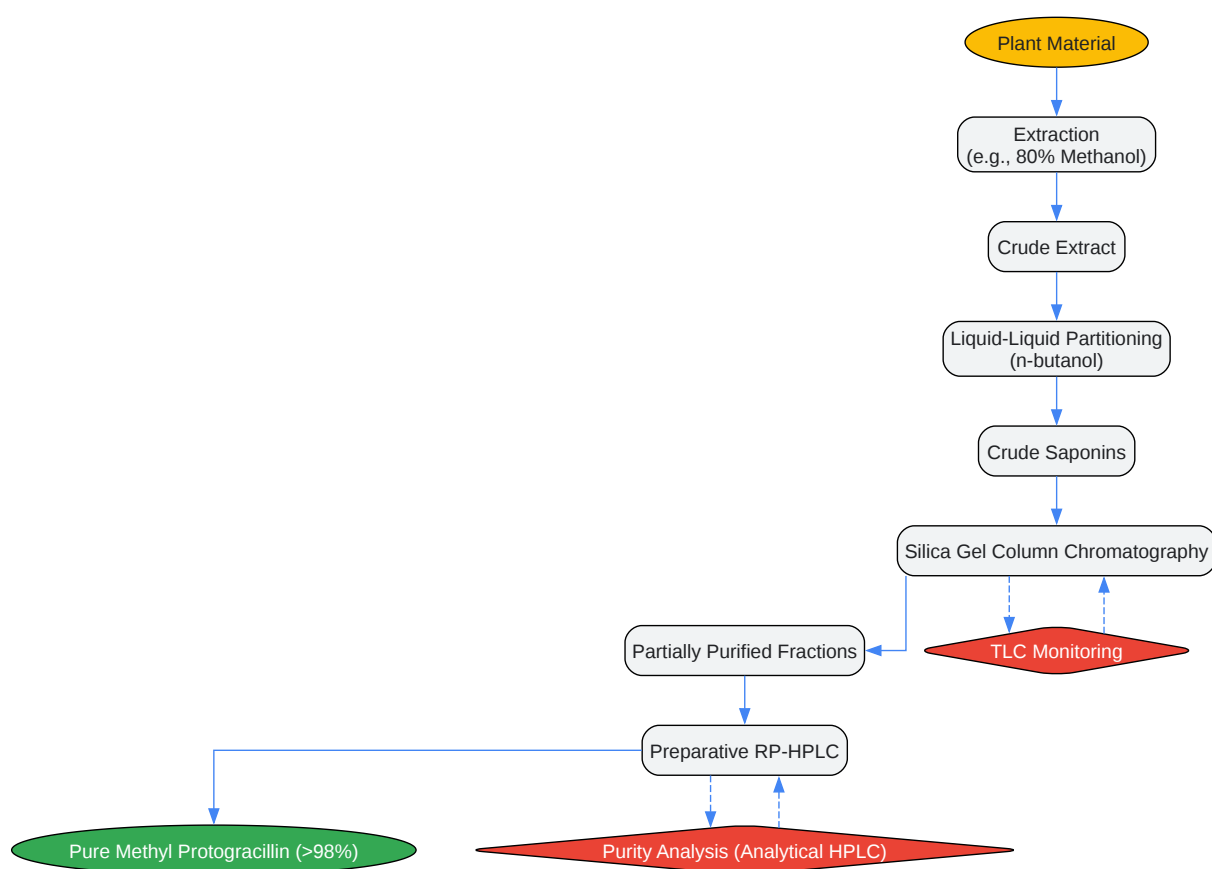 Plant Material
Extraction
(e.g., 80% Methanol)
Crude Extract
Liquid-Liquid Partitioning
(n-butanol)
Crude Saponins
Silica Gel Column Chromatography
Partially Purified Fractions
TLC Monitoring
Preparative RP-HPLC
Pure Methyl Protogracillin (>98%)
Purity Analysis (Analytical HPLC)